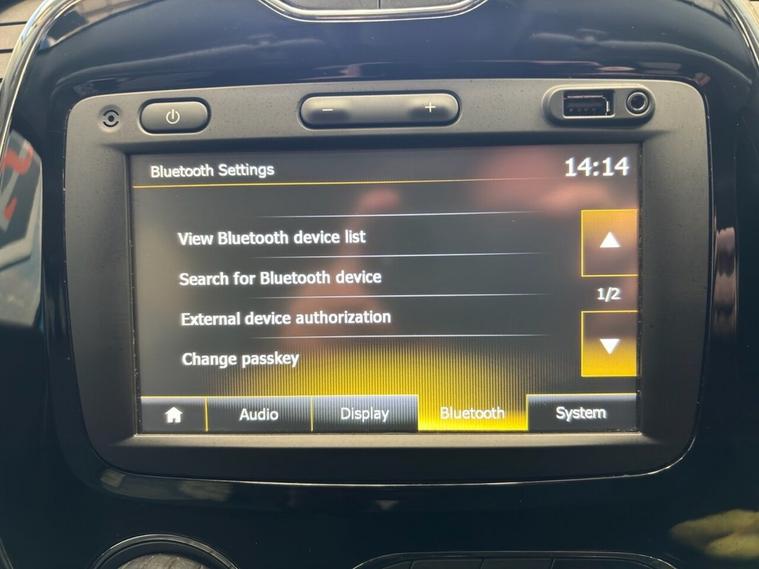 − +
Bluetooth Settings 14:14
View Bluetooth device list
Search for Bluetooth device
1/2
External device authorization
Change passkey
Audio Display Bluetooth System